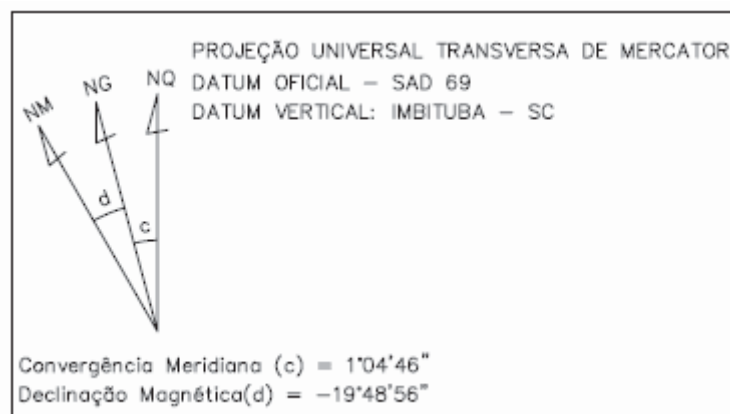 PROJEÇÃO UNIVERSAL TRANSVERSA DE MERCATOR
NM NG NQ DATUM OFICIAL – SAD 69
DATUM VERTICAL: IMBITUBA – SC
d
c
Convergência Meridiana (c) = 1°04'46"
Declinação Magnética(d) = –19°48'56"